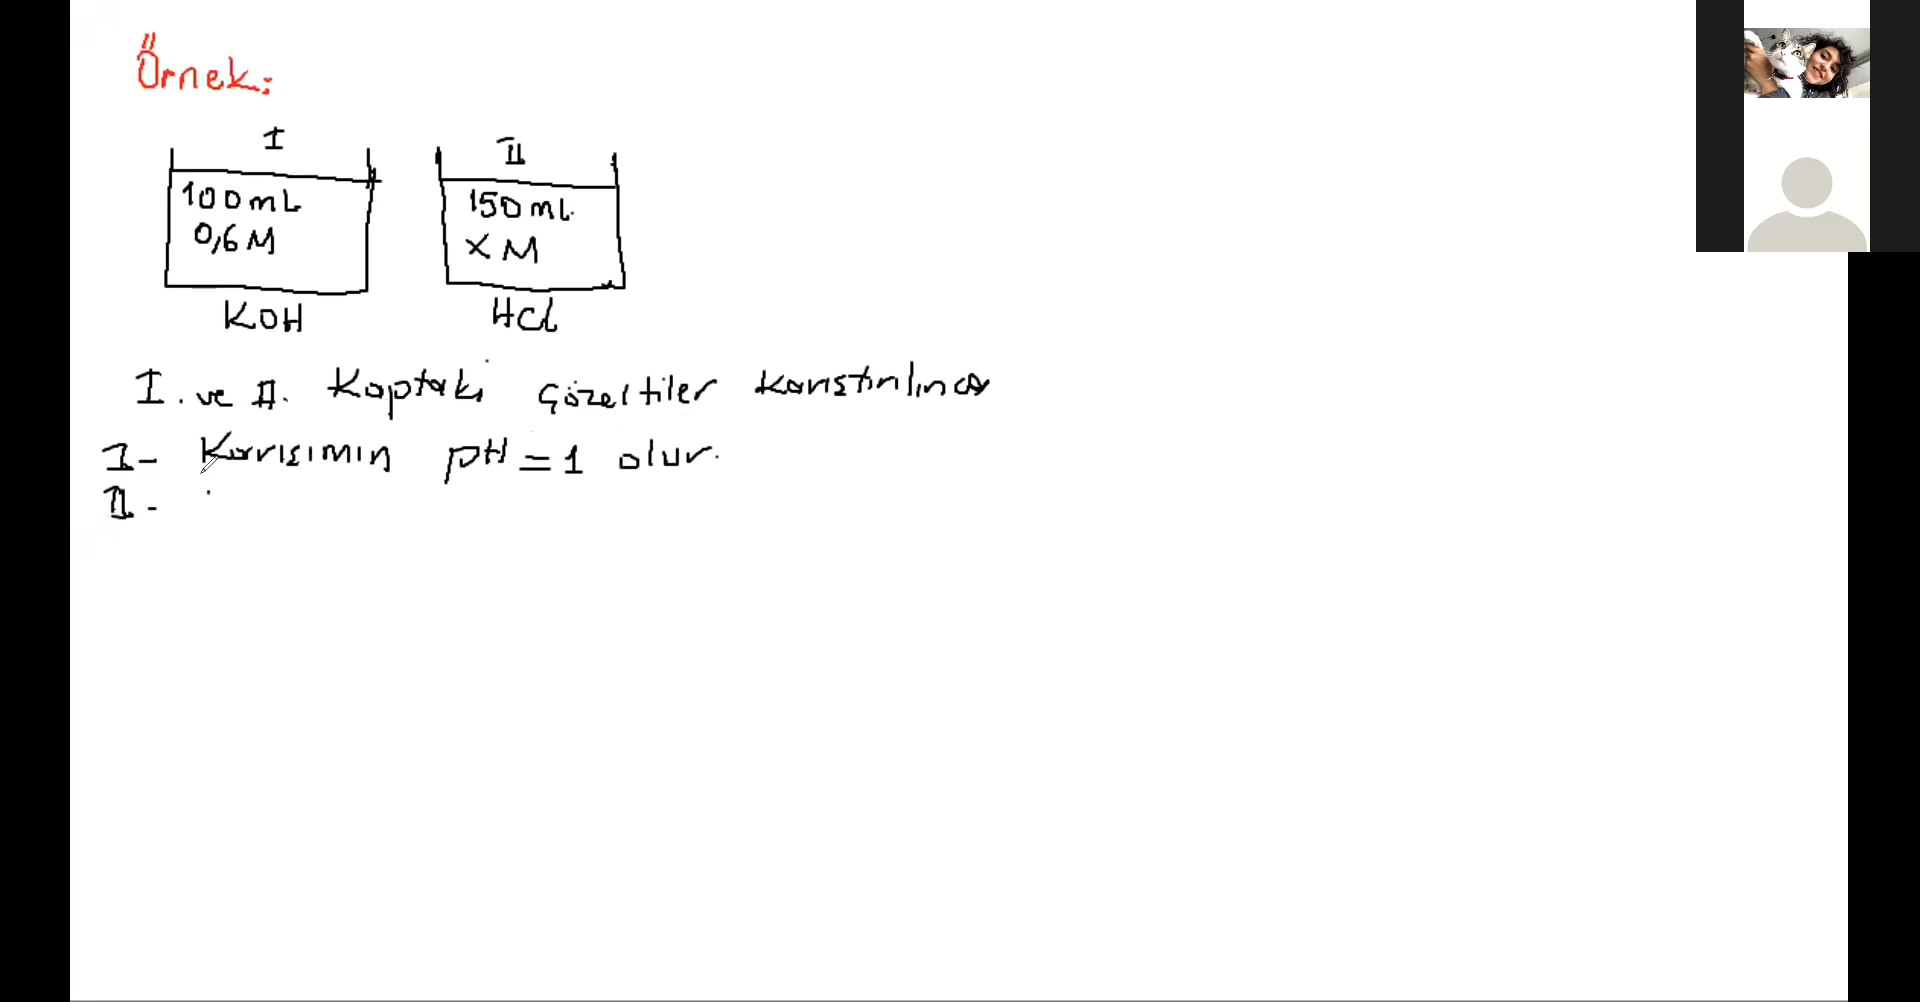 Örnek:
I
II
100 mL
0,6 M
150 mL
X M
KOH
HCl
I. ve II. Kaptaki çözeltiler karıştırılınca
I- Karışımın pH = 1 olur.
II-